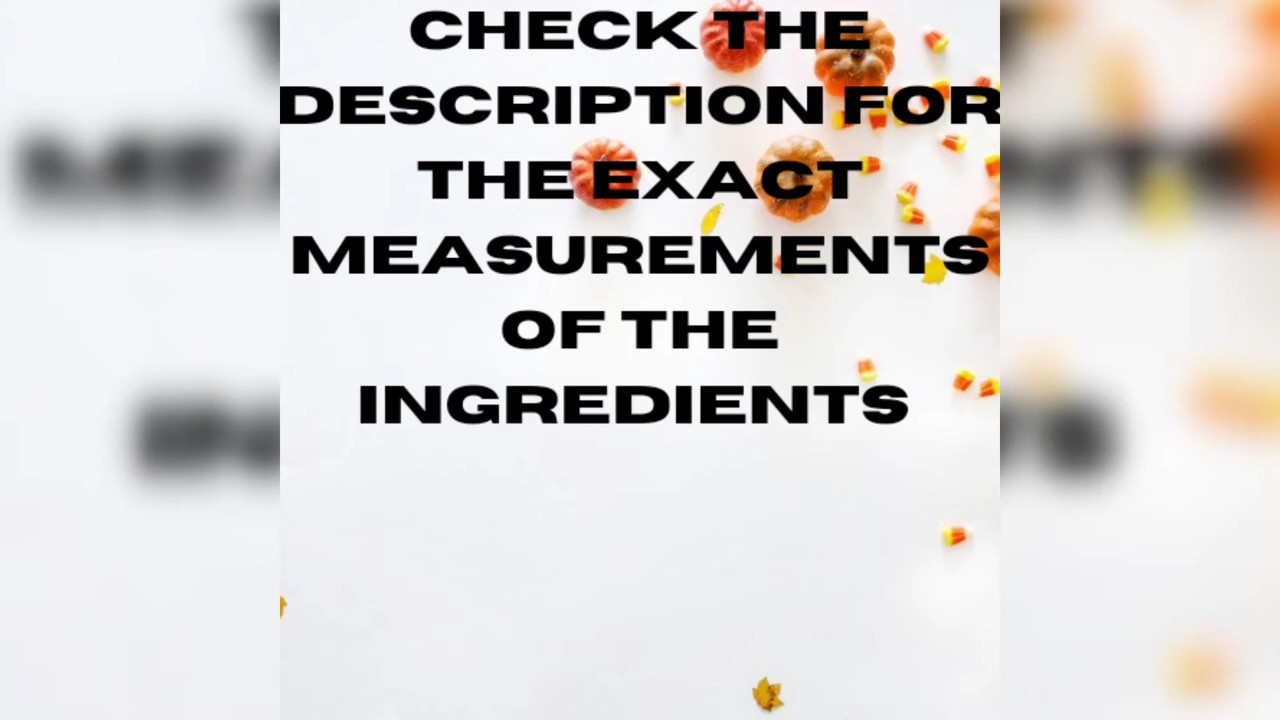 CHECK THE
DESCRIPTION FOR
THE EXACT
MEASUREMENTS
OF THE
INGREDIENTS